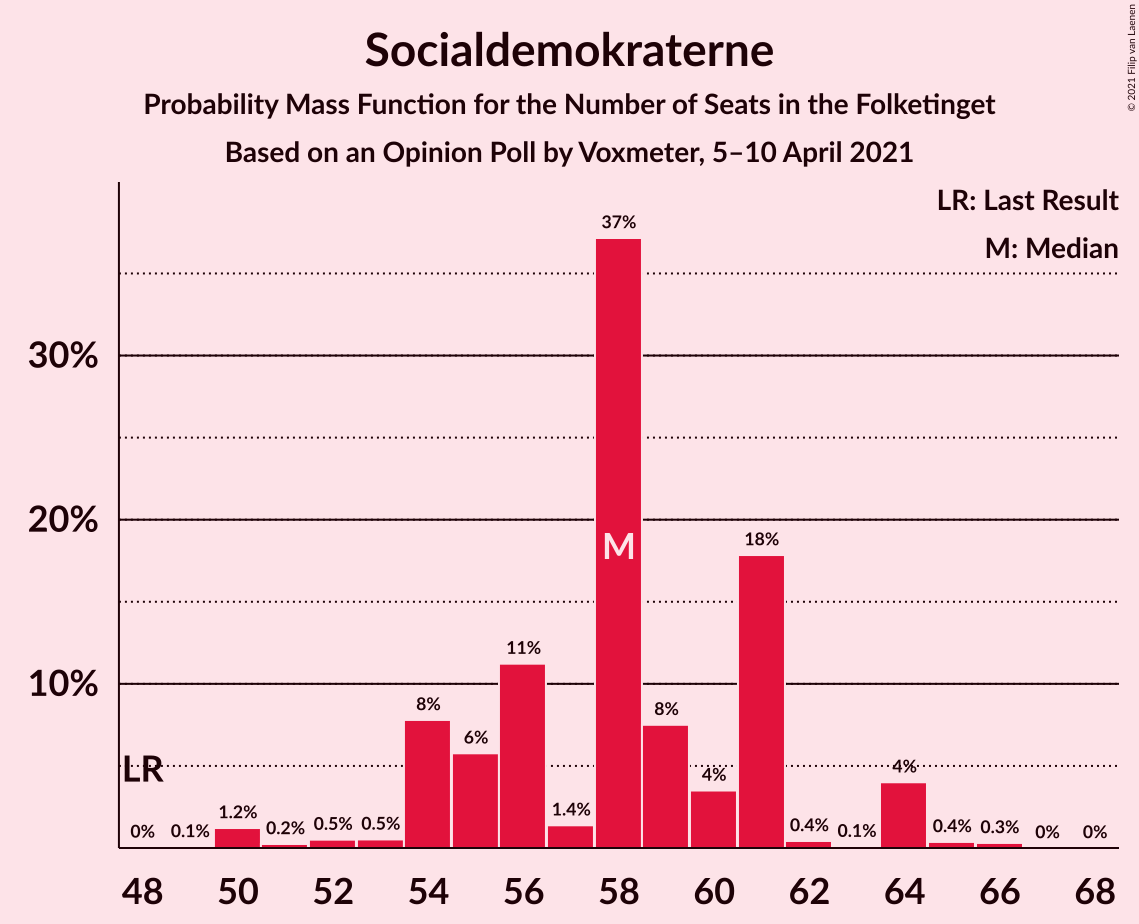 Socialdemokraterne
Probability Mass Function for the Number of Seats in the Folketinget
Based on an Opinion Poll by Voxmeter, 5–10 April 2021
© 2021 Filip van Laenen
LR: Last Result
M: Median
30%
20%
10%
LR
M
0%
0.1%
1.2%
0.2%
0.5%
0.5%
8%
6%
11%
1.4%
37%
8%
4%
18%
0.4%
0.1%
4%
0.4%
0.3%
0%
0%
48 50 52 54 56 58 60 62 64 66 68